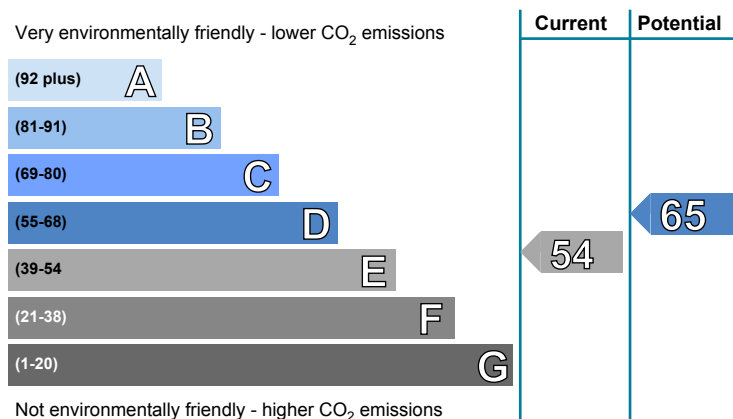 Very environmentally friendly - lower CO₂ emissions
Current
Potential
(92 plus) A
(81-91) B
(69-80) C
(55-68) D
(39-54 E
(21-38) F
(1-20) G
54
65
Not environmentally friendly - higher CO₂ emissions